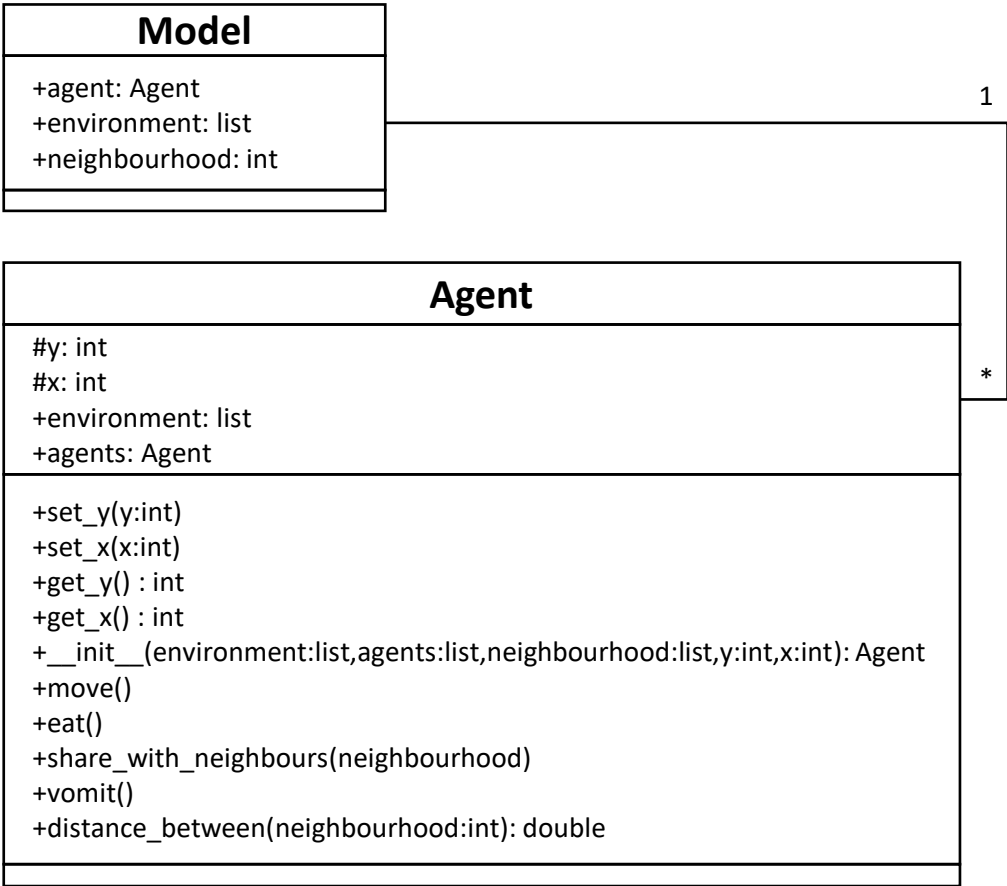 Model
+agent: Agent
+environment: list
+neighbourhood: int
1
Agent
#y: int
#x: int
+environment: list
+agents: Agent
*
+set_y(y:int)
+set_x(x:int)
+get_y() : int
+get_x() : int
+__init__(environment:list,agents:list,neighbourhood:list,y:int,x:int): Agent
+move()
+eat()
+share_with_neighbours(neighbourhood)
+vomit()
+distance_between(neighbourhood:int): double